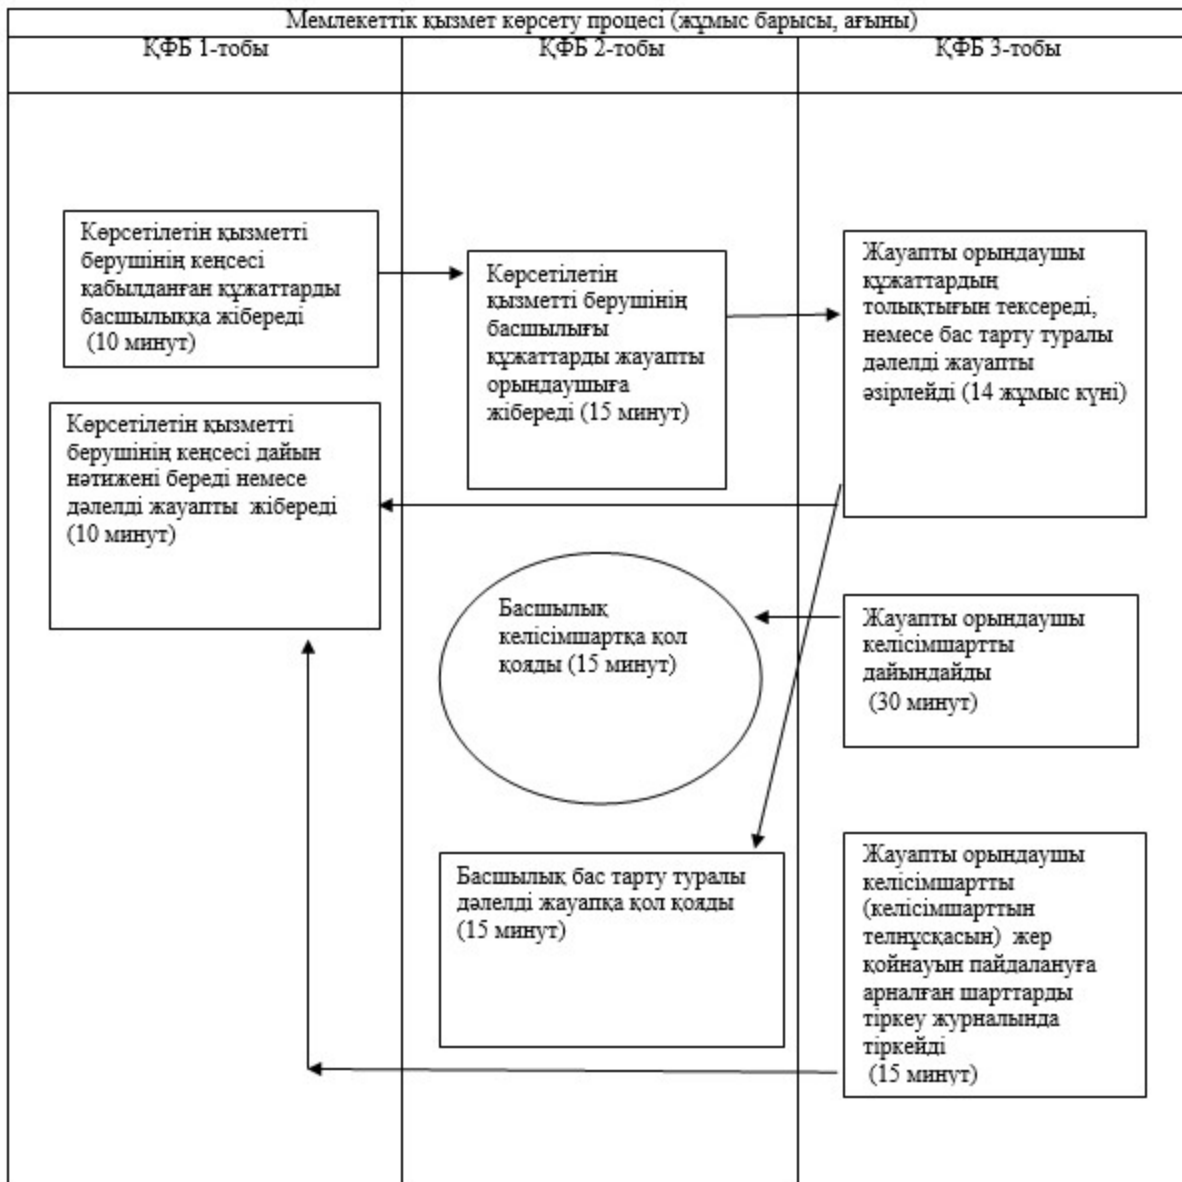 Мемлекеттік қызмет көрсету процесі (жұмыс барысы, ағыны)
ҚФБ 1-тобы
ҚФБ 2-тобы
ҚФБ 3-тобы
Көрсетілетін қызметті
берушінің кеңсесі
қабылданған құжаттарды
басшылыққа жібереді
(10 минут)
Көрсетілетін
қызметті берушінің
басшылығы
құжаттарды жауапты
орындаушыға
жібереді (15 минут)
Жауапты орындаушы
құжаттардың
толықтығын тексереді,
немесе бас тарту туралы
дәлелді жауапты
әзірлейді (14 жұмыс күні)
Көрсетілетін қызметті
берушінің кеңсесі дайын
нәтижені береді немесе
дәлелді жауапты жібереді
(10 минут)
Басшылық
келісімшартқа қол
қояды (15 минут)
Жауапты орындаушы
келісімшартты
дайындайды
(30 минут)
Басшылық бас тарту туралы
дәлелді жауапқа қол қояды
(15 минут)
Жауапты орындаушы
келісімшартты
(келісімшарттын
телнұсқасын) жер
қойнауын пайдалануға
арналған шарттарды
тіркеу журналында
тіркейді
(15 минут)